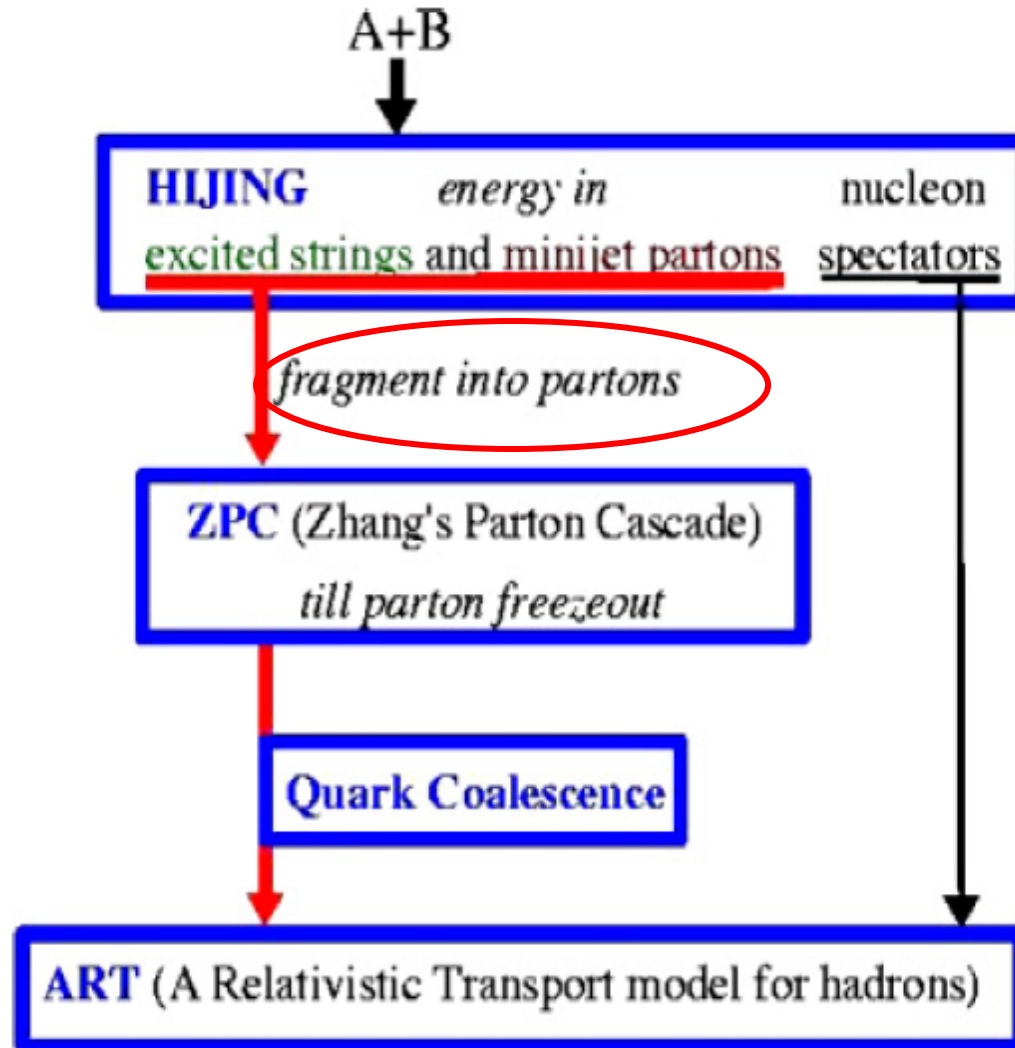 A+B
HIJING energy in nucleon
excited strings and minijet partons spectators
fragment into partons
ZPC (Zhang's Parton Cascade)
till parton freezeout
Quark Coalescence
ART (A Relativistic Transport model for hadrons)